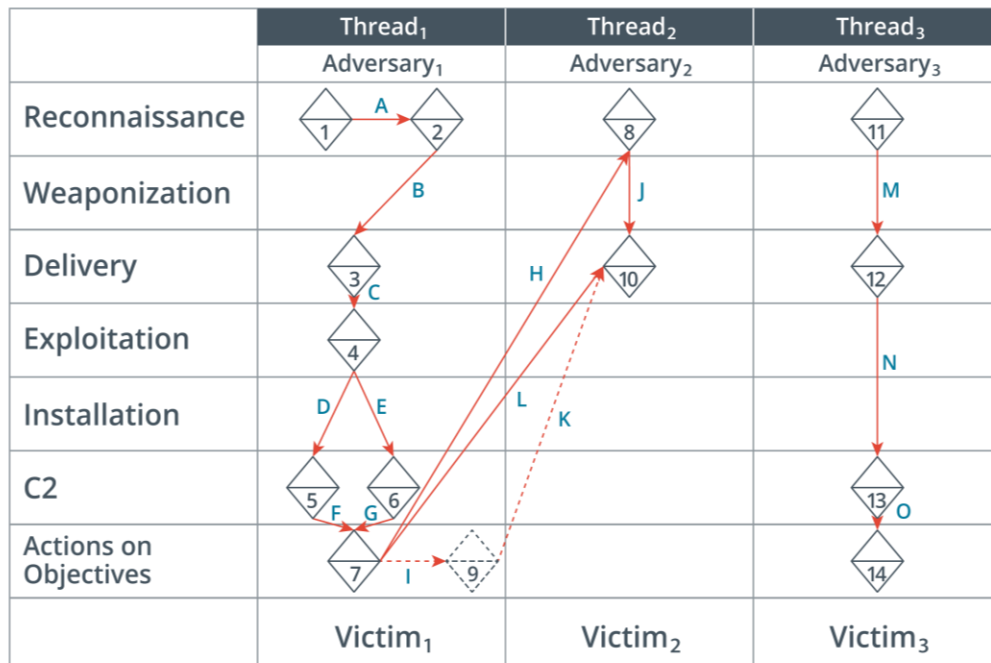 Thread₁ Thread₂ Thread₃
Adversary₁ Adversary₂ Adversary₃
Reconnaissance 1 A 2 8 11
Weaponization B J M
Delivery 3 C H 10 12
Exploitation 4 N
Installation D E L K
C2 5 F G 6 13 O
Actions on
Objectives 7 I 9 14
Victim₁ Victim₂ Victim₃